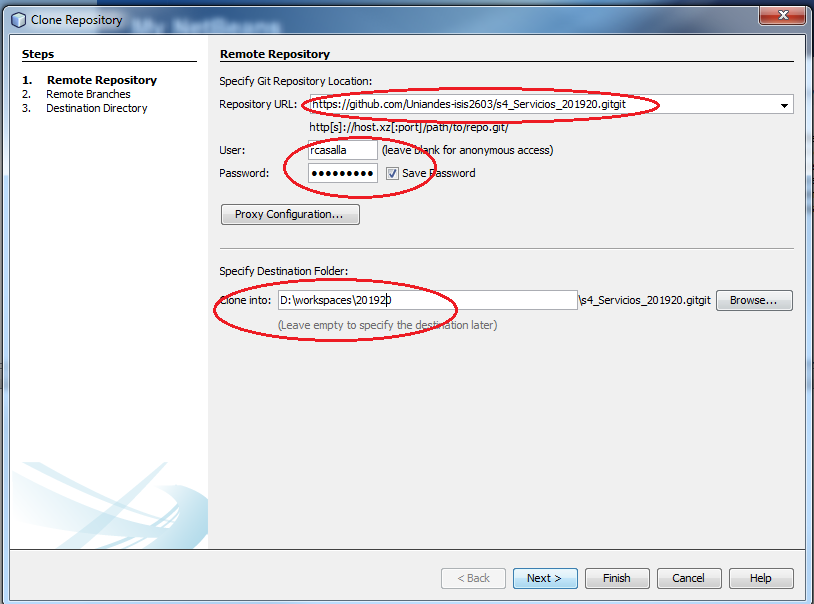 Clone Repository
My NetBeans
Steps
1. Remote Repository
2. Remote Branches
3. Destination Directory
Remote Repository
Specify Git Repository Location:
Repository URL: https://github.com/Uniandes-isis2603/s4_Servicios_201920.gitgit
http[s]://host.xz[:port]/path/to/repo.git/
User: rcasalla (leave blank for anonymous access)
Password: ●●●●●●●●● Save Password
Proxy Configuration...
Specify Destination Folder:
Clone into: D:\workspaces\201920 \s4_Servicios_201920.gitgit Browse...
(Leave empty to specify the destination later)
< Back Next > Finish Cancel Help